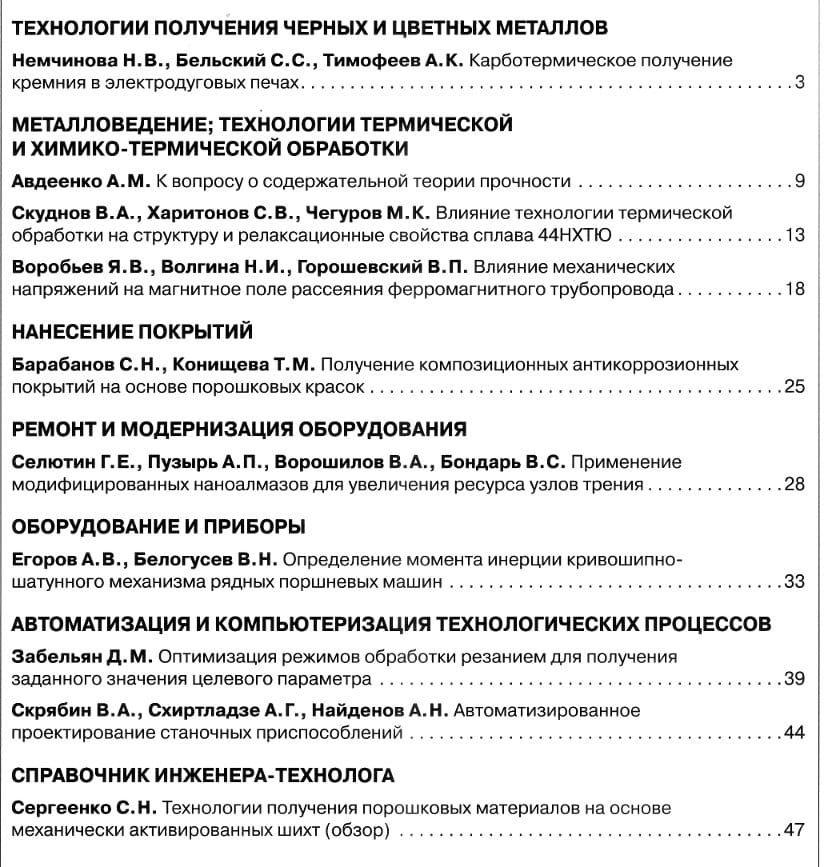 ТЕХНОЛОГИИ ПОЛУЧЕНИЯ ЧЕРНЫХ И ЦВЕТНЫХ МЕТАЛЛОВ
Немчинова Н.В., Бельский С.С., Тимофеев А.К. Карботермическое получение
кремния в электродуговых печах. . . . . . . . . . . . . . . . . . . . . . . . . . . . . . . . . . . . . . . . . . . . . . 3
МЕТАЛЛОВЕДЕНИЕ; ТЕХНОЛОГИИ ТЕРМИЧЕСКОЙ
И ХИМИКО-ТЕРМИЧЕСКОЙ ОБРАБОТКИ
Авдеенко А.М. К вопросу о содержательной теории прочности . . . . . . . . . . . . . . . . . . . . 9
Скуднов В.А., Харитонов С.В., Чегуров М.К. Влияние технологии термической
обработки на структуру и релаксационные свойства сплава 44НХТЮ . . . . . . . . . . . . . . . 13
Воробьев Я.В., Волгина Н.И., Горошевский В.П. Влияние механических
напряжений на магнитное поле рассеяния ферромагнитного трубопровода . . . . . . . . . . 18
НАНЕСЕНИЕ ПОКРЫТИЙ
Барабанов С.Н., Конищева Т.М. Получение композиционных антикоррозионных
покрытий на основе порошковых красок . . . . . . . . . . . . . . . . . . . . . . . . . . . . . . . . . . . . . . 25
РЕМОНТ И МОДЕРНИЗАЦИЯ ОБОРУДОВАНИЯ
Селютин Г.Е., Пузырь А.П., Ворошилов В.А., Бондарь В.С. Применение
модифицированных наноалмазов для увеличения ресурса узлов трения . . . . . . . . . . . . . 28
ОБОРУДОВАНИЕ И ПРИБОРЫ
Егоров А.В., Белогусев В.Н. Определение момента инерции кривошипно-
шатунного механизма рядных поршневых машин . . . . . . . . . . . . . . . . . . . . . . . . . . . . . . . 33
АВТОМАТИЗАЦИЯ И КОМПЬЮТЕРИЗАЦИЯ ТЕХНОЛОГИЧЕСКИХ ПРОЦЕССОВ
Забельян Д.М. Оптимизация режимов обработки резанием для получения
заданного значения целевого параметра . . . . . . . . . . . . . . . . . . . . . . . . . . . . . . . . . . . . . 39
Скрябин В.А., Схиртладзе А.Г., Найденов А.Н. Автоматизированное
проектирование станочных приспособлений . . . . . . . . . . . . . . . . . . . . . . . . . . . . . . . . . . 44
СПРАВОЧНИК ИНЖЕНЕРА-ТЕХНОЛОГА
Сергеенко С.Н. Технологии получения порошковых материалов на основе
механически активированных шихт (обзор) . . . . . . . . . . . . . . . . . . . . . . . . . . . . . . . . . . . 47